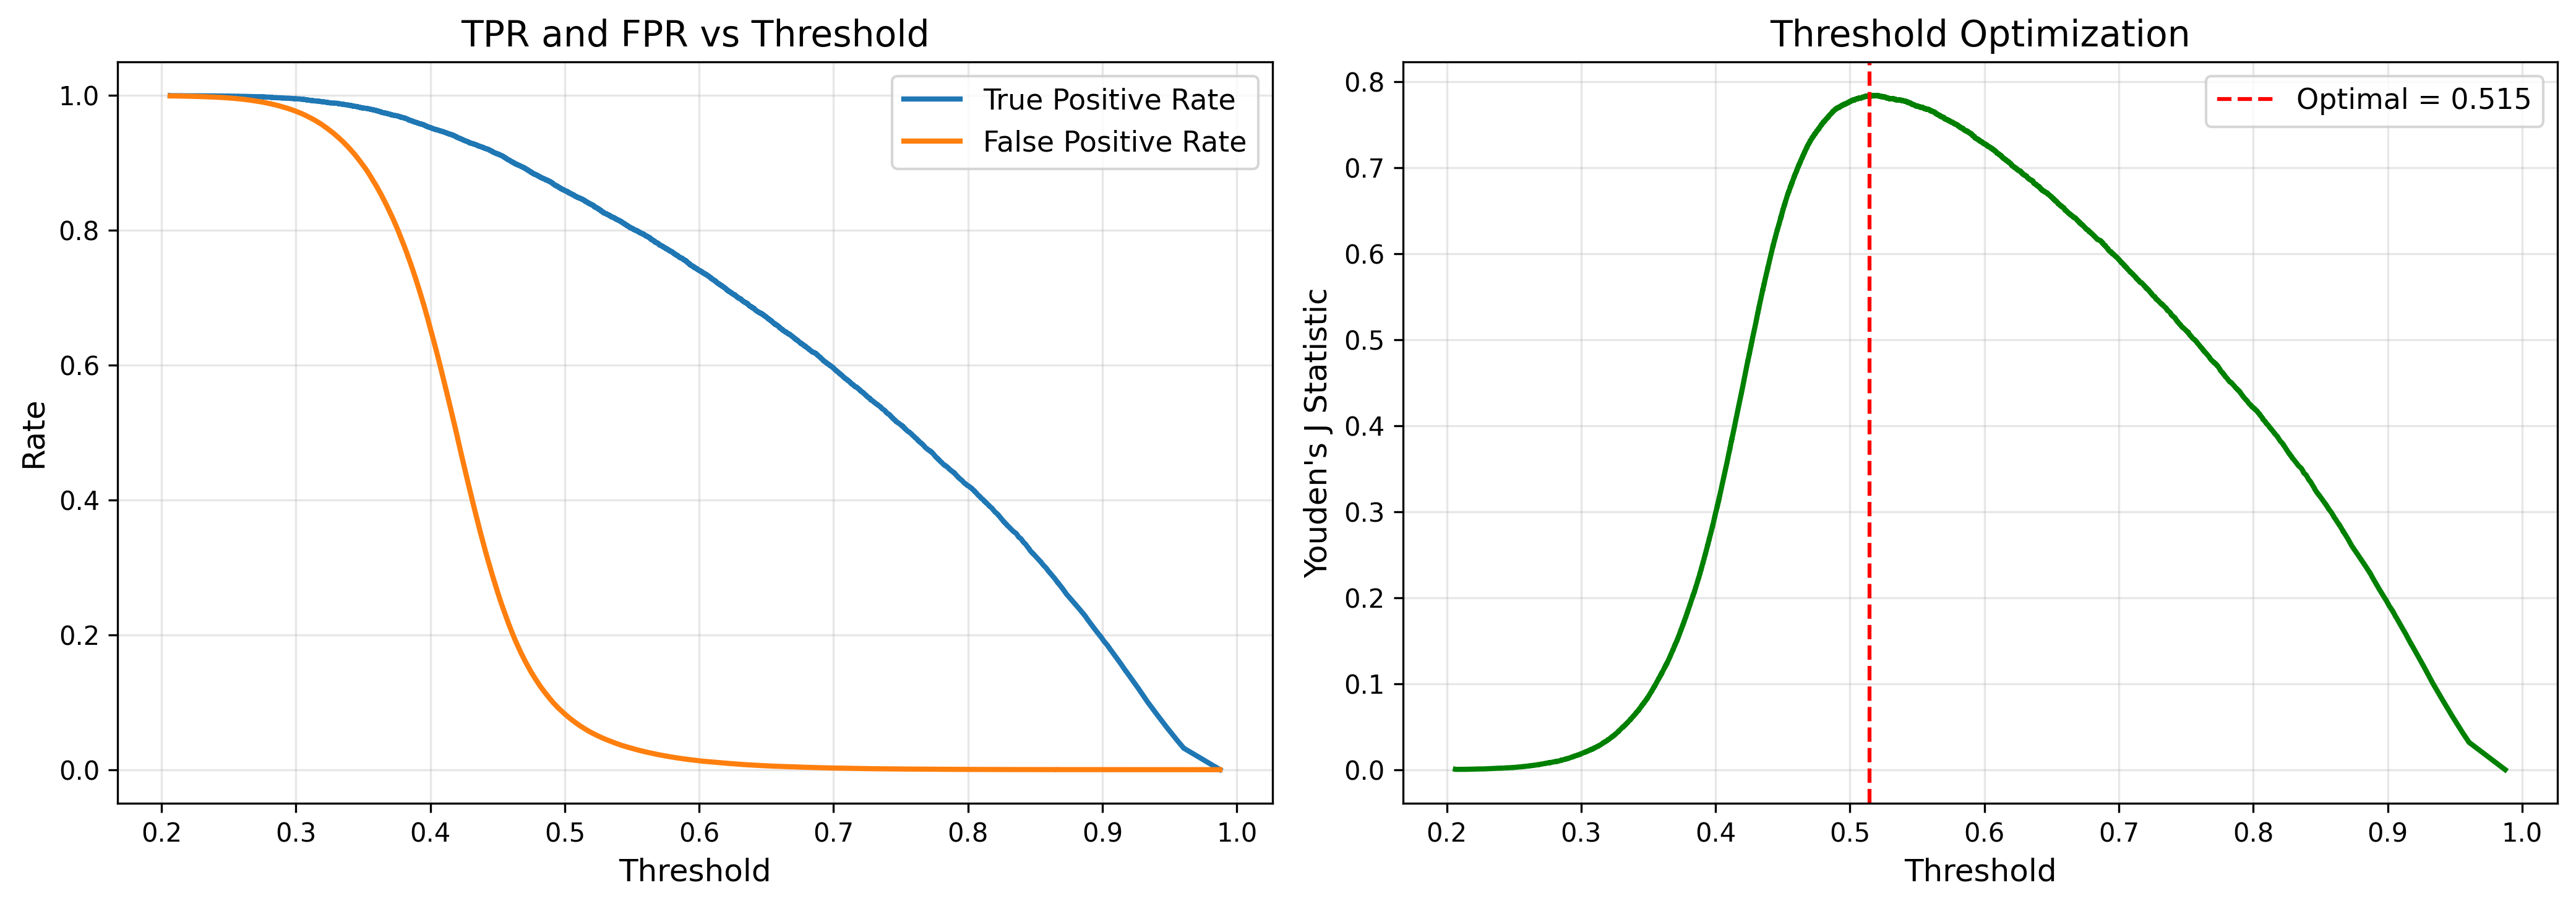 TPR and FPR vs Threshold
True Positive Rate
False Positive Rate
Rate
1.0
0.8
0.6
0.4
0.2
0.0
0.2 0.3 0.4 0.5 0.6 0.7 0.8 0.9 1.0
Threshold
Threshold Optimization
Optimal = 0.515
Youden's J Statistic
0.8
0.7
0.6
0.5
0.4
0.3
0.2
0.1
0.0
0.2 0.3 0.4 0.5 0.6 0.7 0.8 0.9 1.0
Threshold